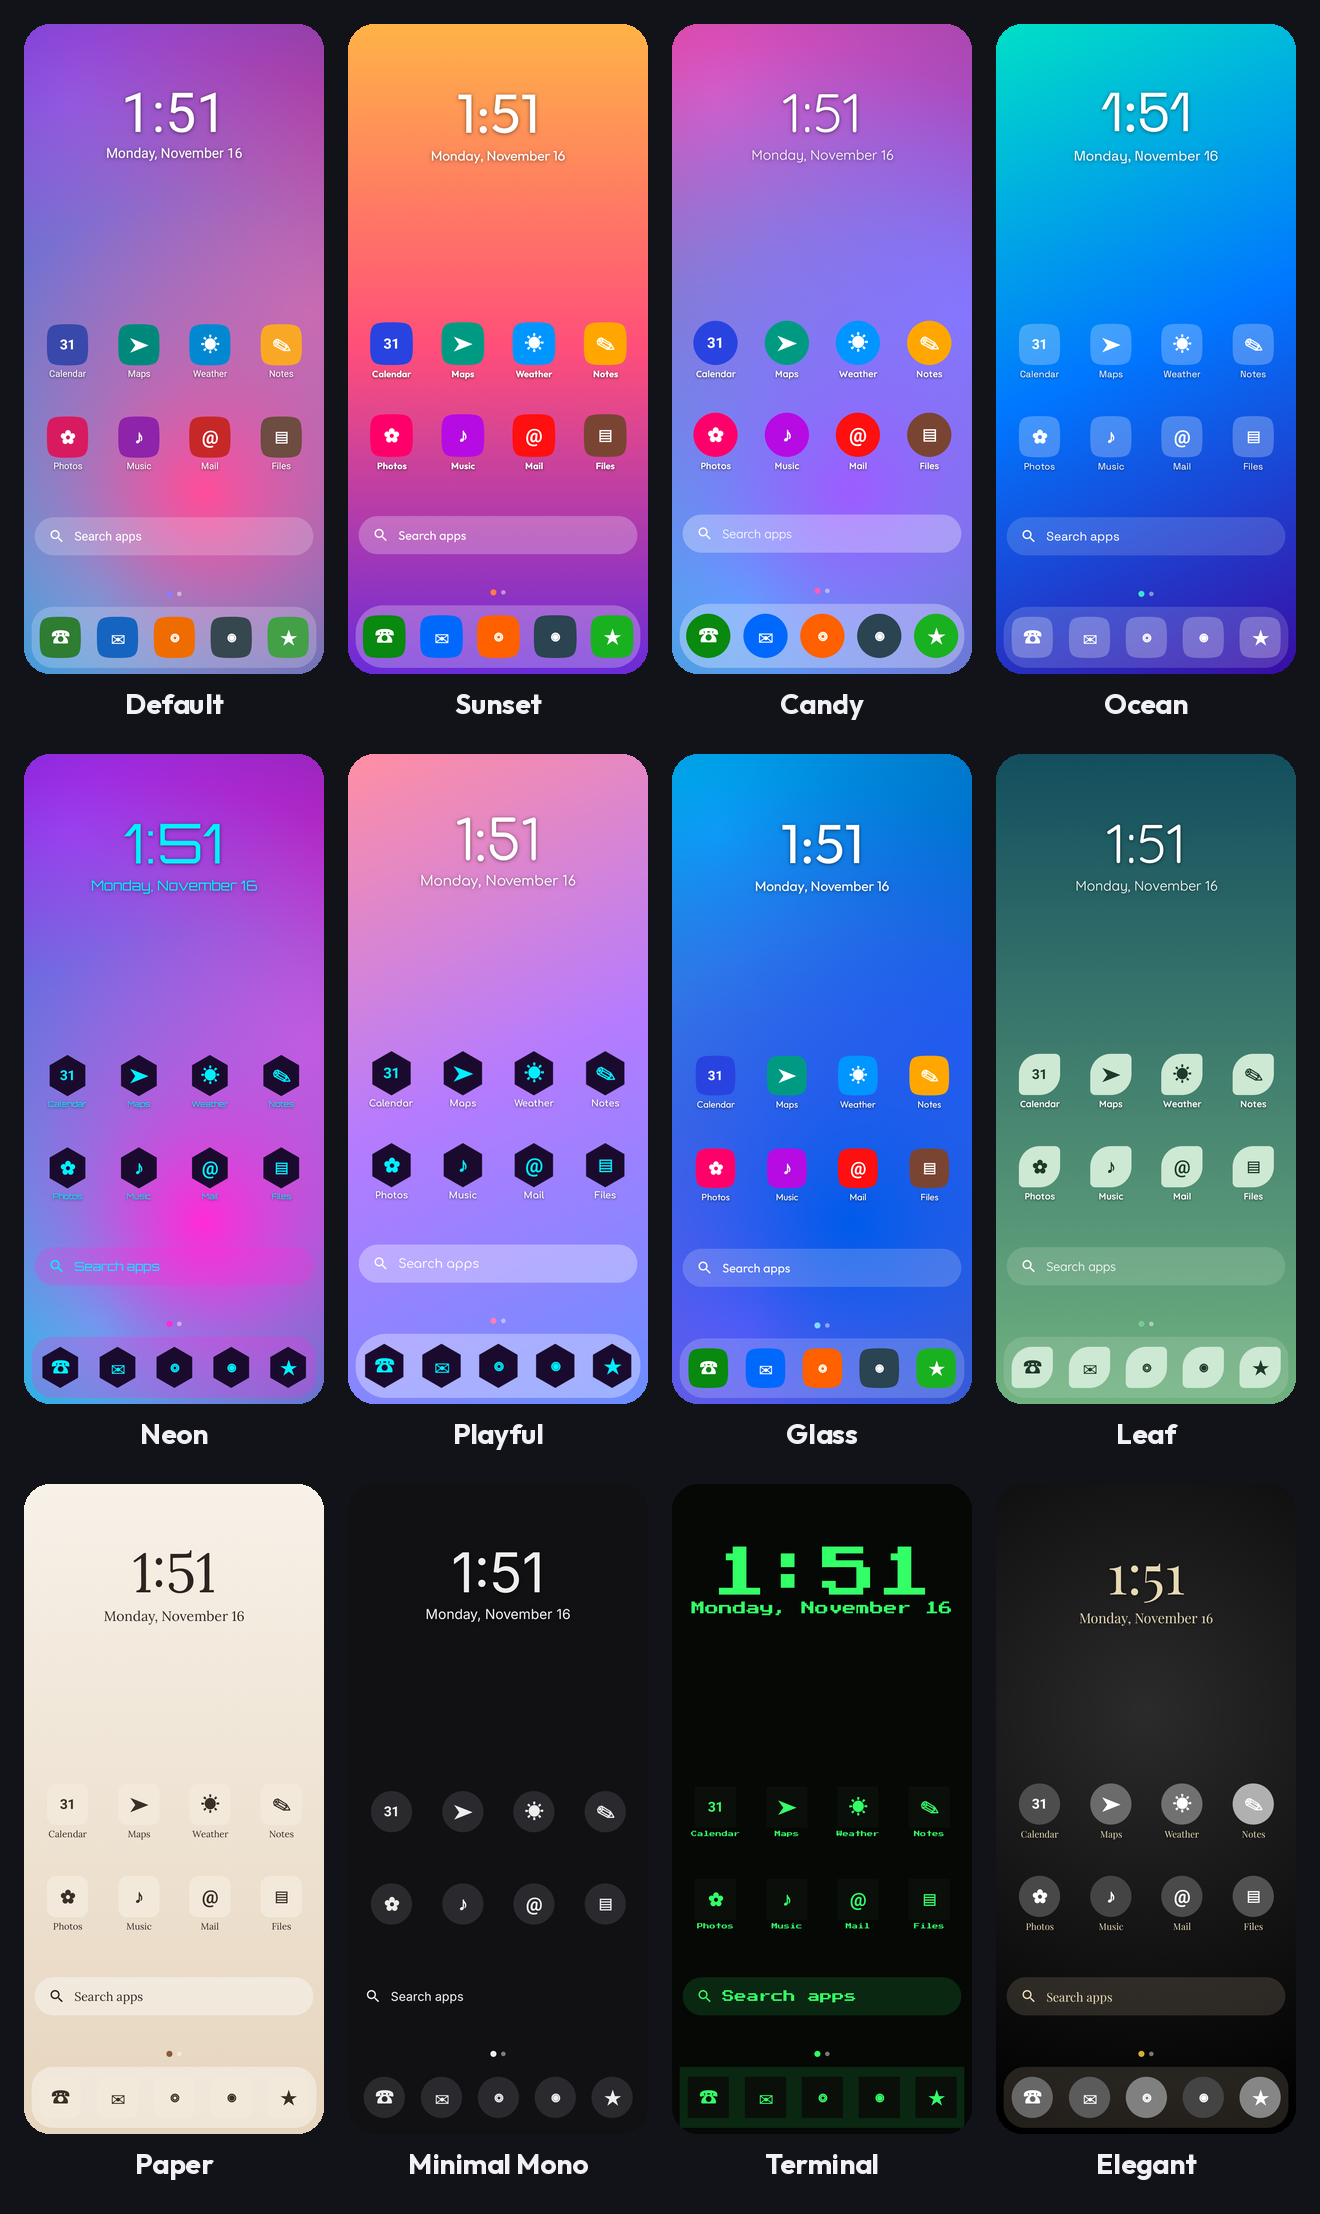 1:51 1:51 1:51 1:51
Monday, November 16 Monday, November 16 Monday, November 16 Monday, November 16
31 31 31 31
Calendar Maps Weather Notes Calendar Maps Weather Notes Calendar Maps Weather Notes Calendar Maps Weather Notes
@ @ @ @
Photos Music Mail Files Photos Music Mail Files Photos Music Mail Files Photos Music Mail Files
Search apps Search apps Search apps Search apps
Default Sunset Candy Ocean
1:51 1:51 1:51 1:51
Monday, November 16 Monday, November 16 Monday, November 16 Monday, November 16
31 31 31 31
Calendar Maps Weather Notes Calendar Maps Weather Notes Calendar Maps Weather Notes Calendar Maps Weather Notes
@ @ @ @
Photos Music Mail Files Photos Music Mail Files Photos Music Mail Files Photos Music Mail Files
Search apps Search apps Search apps Search apps
Neon Playful Glass Leaf
1:51 1:51 1:51 1:51
Monday, November 16 Monday, November 16 Monday, November 16 Monday, November 16
31 31 31 31
Calendar Maps Weather Notes Calendar Maps Weather Notes Calendar Maps Weather Notes
@ @ @ @
Photos Music Mail Files Photos Music Mail Files Photos Music Mail Files
Search apps Search apps Search apps Search apps
Paper Minimal Mono Terminal Elegant